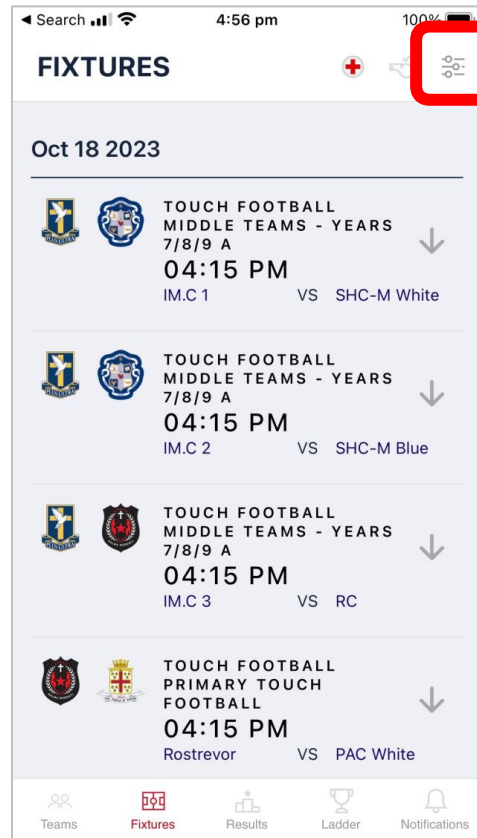 Search
4:56 pm
100%
FIXTURES
Oct 18 2023
TOUCH FOOTBALL
MIDDLE TEAMS - YEARS
7/8/9 A
04:15 PM
IM.C 1 VS SHC-M White
TOUCH FOOTBALL
MIDDLE TEAMS - YEARS
7/8/9 A
04:15 PM
IM.C 2 VS SHC-M Blue
TOUCH FOOTBALL
MIDDLE TEAMS - YEARS
7/8/9 A
04:15 PM
IM.C 3 VS RC
TOUCH FOOTBALL
PRIMARY TOUCH
FOOTBALL
04:15 PM
Rostrevor VS PAC White
Teams Fixtures Results Ladder Notifications